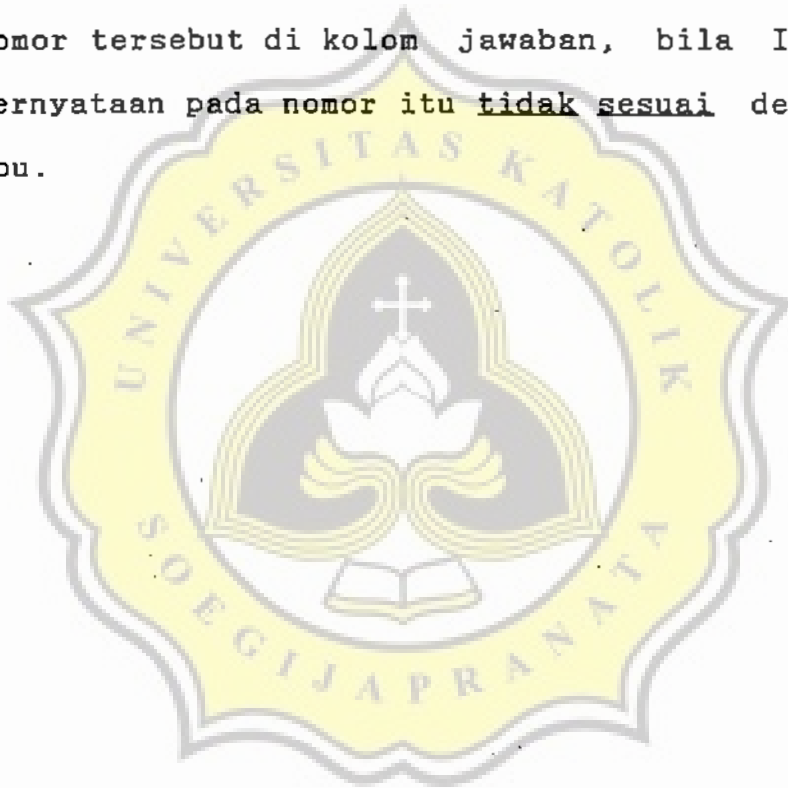 omor tersebut di kolom jawaban, bila I
ernyataan pada nomor itu tidak sesuai de
bu.
UNIVERSITAS KATOLIK
SOEGIJAPRANATA